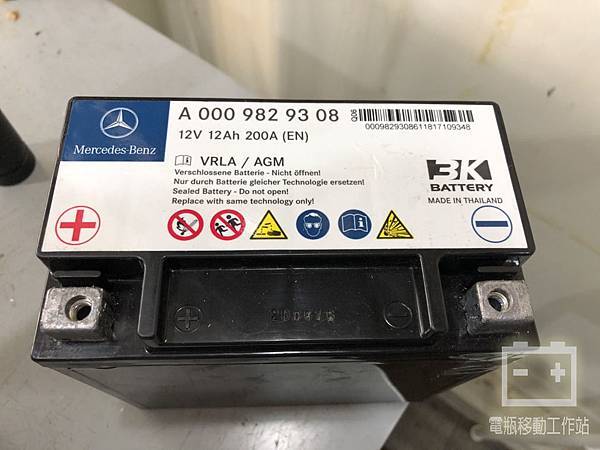 A 000 982 93 08
Q06
0009829308611817109348
12V 12Ah 200A (EN)
Mercedes-Benz
VRLA / AGM
Verschlossene Batterie - Nicht öffnen!
Nur durch Batterie gleicher Technologie ersetzen!
Sealed Battery - Do not open!
Replace with same technology only!
3K
BATTERY
MADE IN THAILAND
電瓶移動工作站